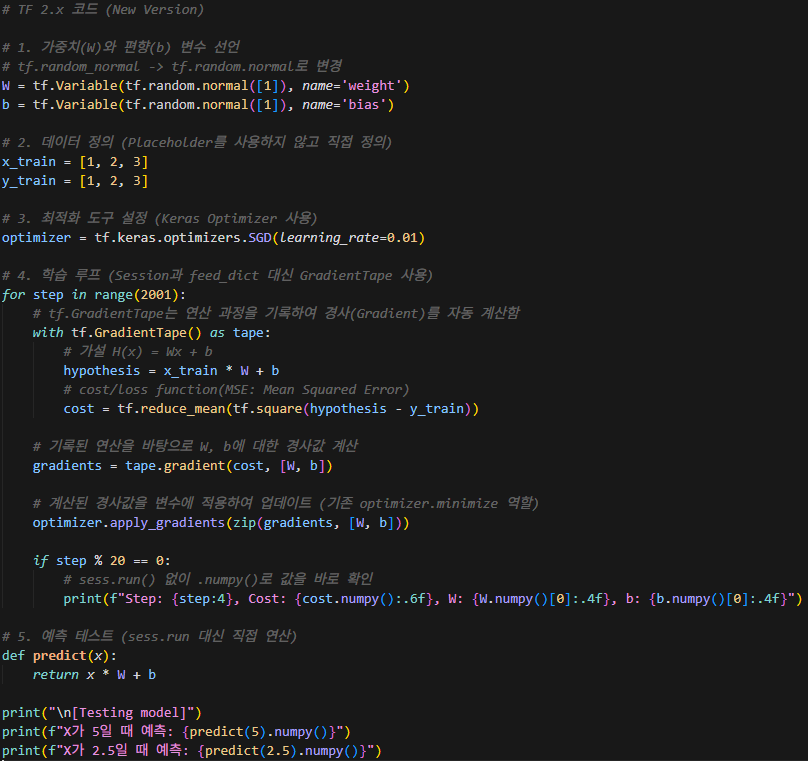 # TF 2.x 코드 (New Version)
# 1. 가중치(W)와 편향(b) 변수 선언
# tf.random_normal -> tf.random.normal로 변경
W = tf.Variable(tf.random.normal([1]), name='weight')
b = tf.Variable(tf.random.normal([1]), name='bias')
# 2. 데이터 정의 (Placeholder를 사용하지 않고 직접 정의)
x_train = [1, 2, 3]
y_train = [1, 2, 3]
# 3. 최적화 도구 설정 (Keras Optimizer 사용)
optimizer = tf.keras.optimizers.SGD(learning_rate=0.01)
# 4. 학습 루프 (Session과 feed_dict 대신 GradientTape 사용)
for step in range(2001):
    # tf.GradientTape는 연산 과정을 기록하여 경사(Gradient)를 자동 계산함
    with tf.GradientTape() as tape:
        # 가설 H(x) = Wx + b
        hypothesis = x_train * W + b
        # cost/loss function(MSE: Mean Squared Error)
        cost = tf.reduce_mean(tf.square(hypothesis - y_train))
    # 기록된 연산을 바탕으로 W, b에 대한 경사값 계산
    gradients = tape.gradient(cost, [W, b])
    # 계산된 경사값을 변수에 적용하여 업데이트 (기존 optimizer.minimize 역할)
    optimizer.apply_gradients(zip(gradients, [W, b]))
    if step % 20 == 0:
        # sess.run() 없이 .numpy()로 값을 바로 확인
        print(f"Step: {step:4}, Cost: {cost.numpy():.6f}, W: {W.numpy()[0]:.4f}, b: {b.numpy()[0]:.4f}")
# 5. 예측 테스트 (sess.run 대신 직접 연산)
def predict(x):
    return x * W + b
print("\n[Testing model]")
print(f"X가 5일 때 예측: {predict(5).numpy()}")
print(f"X가 2.5일 때 예측: {predict(2.5).numpy()}")